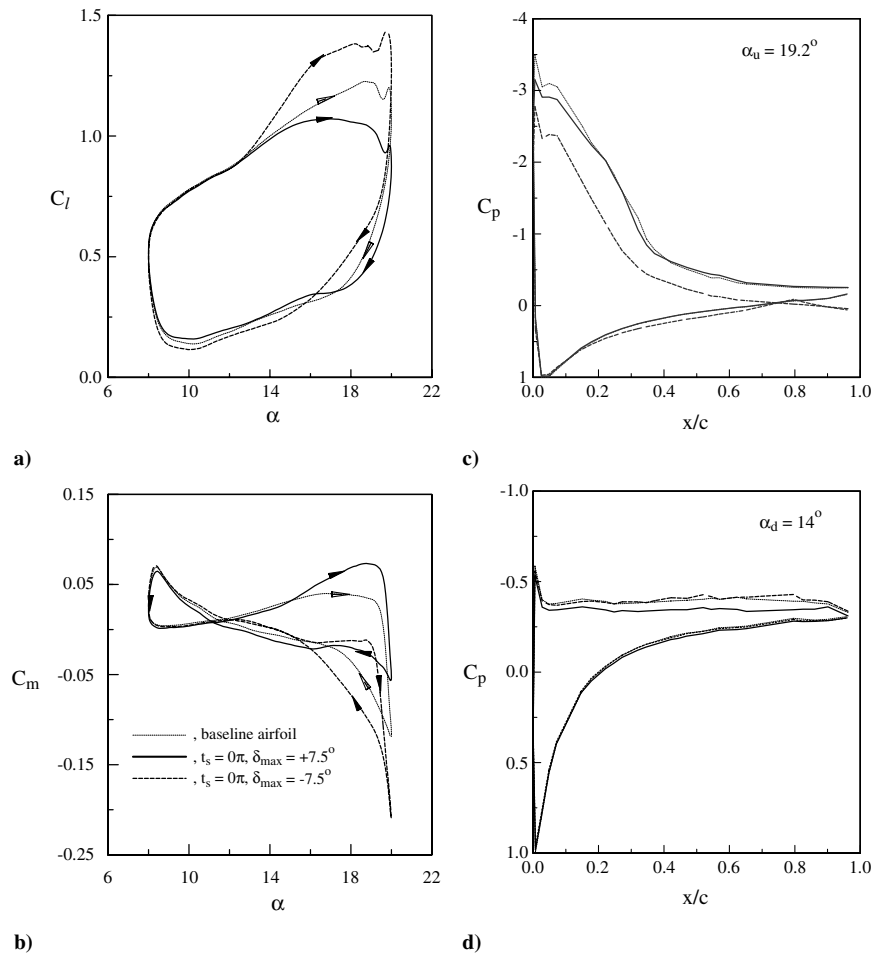 1.5
1.0
C_l
0.5
0.0
6 10 14 18 22
α
a)
-4
α_u = 19.2°
-3
-2
C_p
-1
0
1
0.0 0.2 0.4 0.6 0.8 1.0
x/c
c)
0.15
0.05
C_m
-0.05
-0.15
-0.25
, baseline airfoil
, t_s = 0π, δ_max = +7.5°
, t_s = 0π, δ_max = -7.5°
6 10 14 18 22
α
b)
-1.0
α_d = 14°
-0.5
C_p
0.0
0.5
1.0
0.0 0.2 0.4 0.6 0.8 1.0
x/c
d)